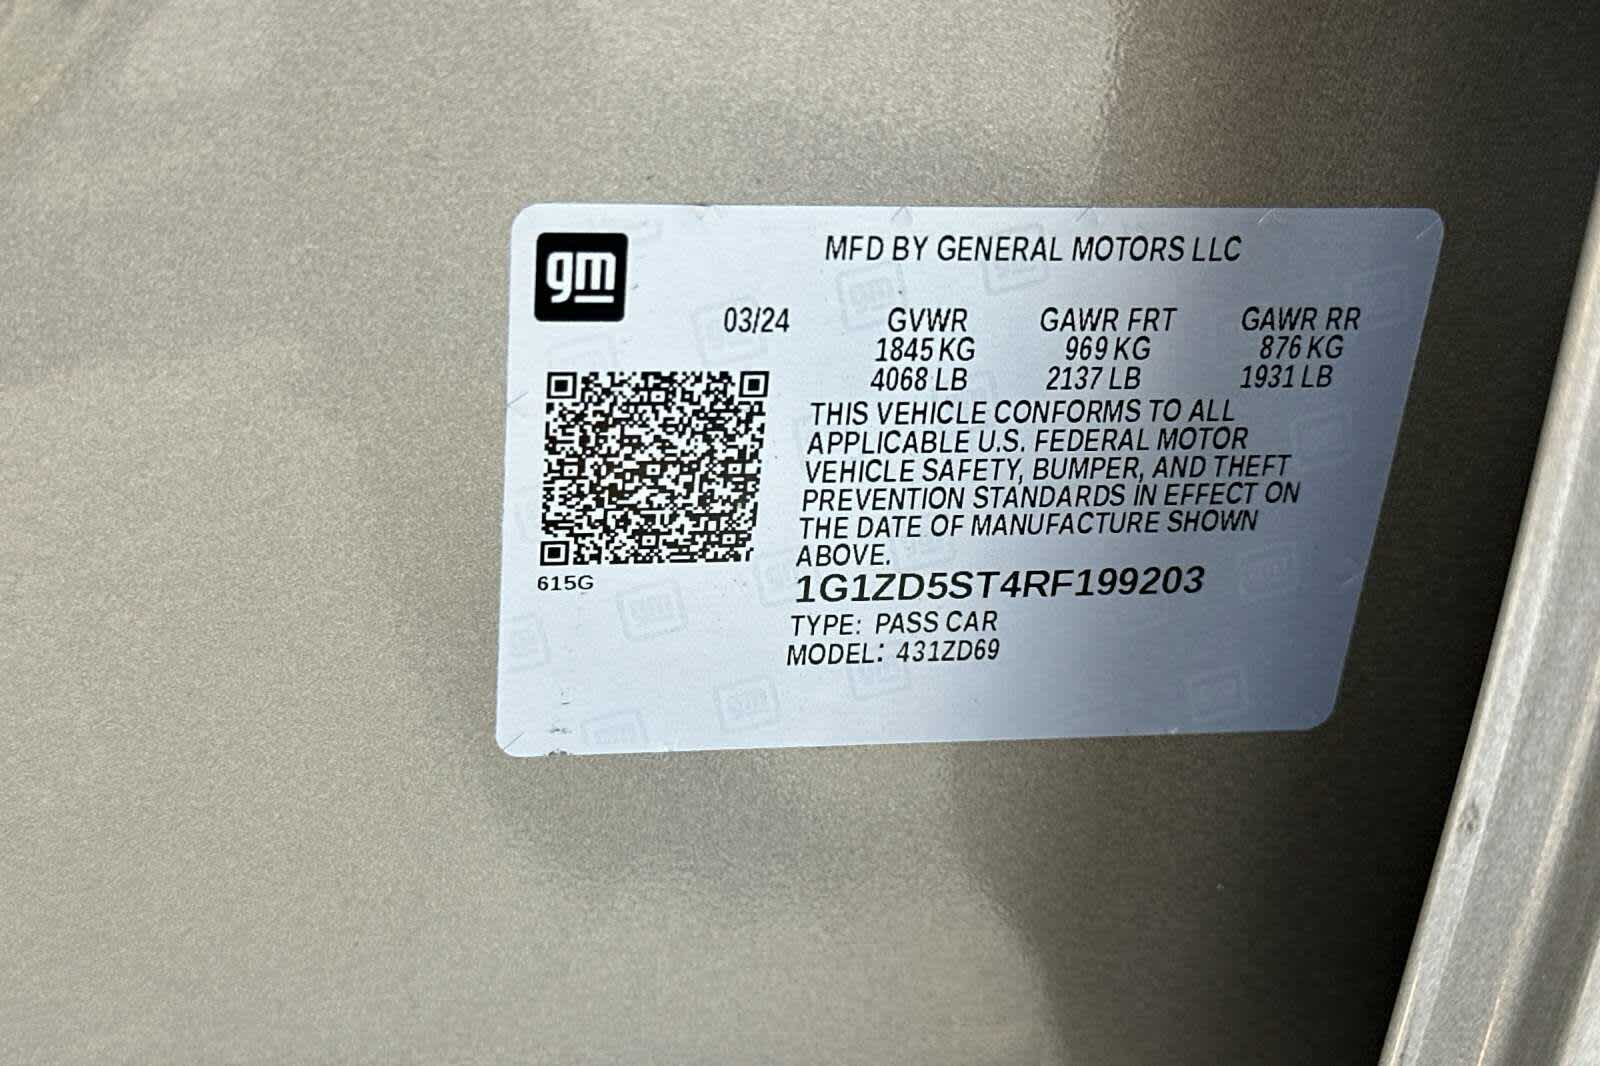 gm
MFD BY GENERAL MOTORS LLC
03/24 GVWR GAWR FRT GAWR RR
1845 KG 969 KG 876 KG
4068 LB 2137 LB 1931 LB
THIS VEHICLE CONFORMS TO ALL
APPLICABLE U.S. FEDERAL MOTOR
VEHICLE SAFETY, BUMPER, AND THEFT
PREVENTION STANDARDS IN EFFECT ON
THE DATE OF MANUFACTURE SHOWN
ABOVE.
615G
1G1ZD5ST4RF199203
TYPE: PASS CAR
MODEL: 431ZD69